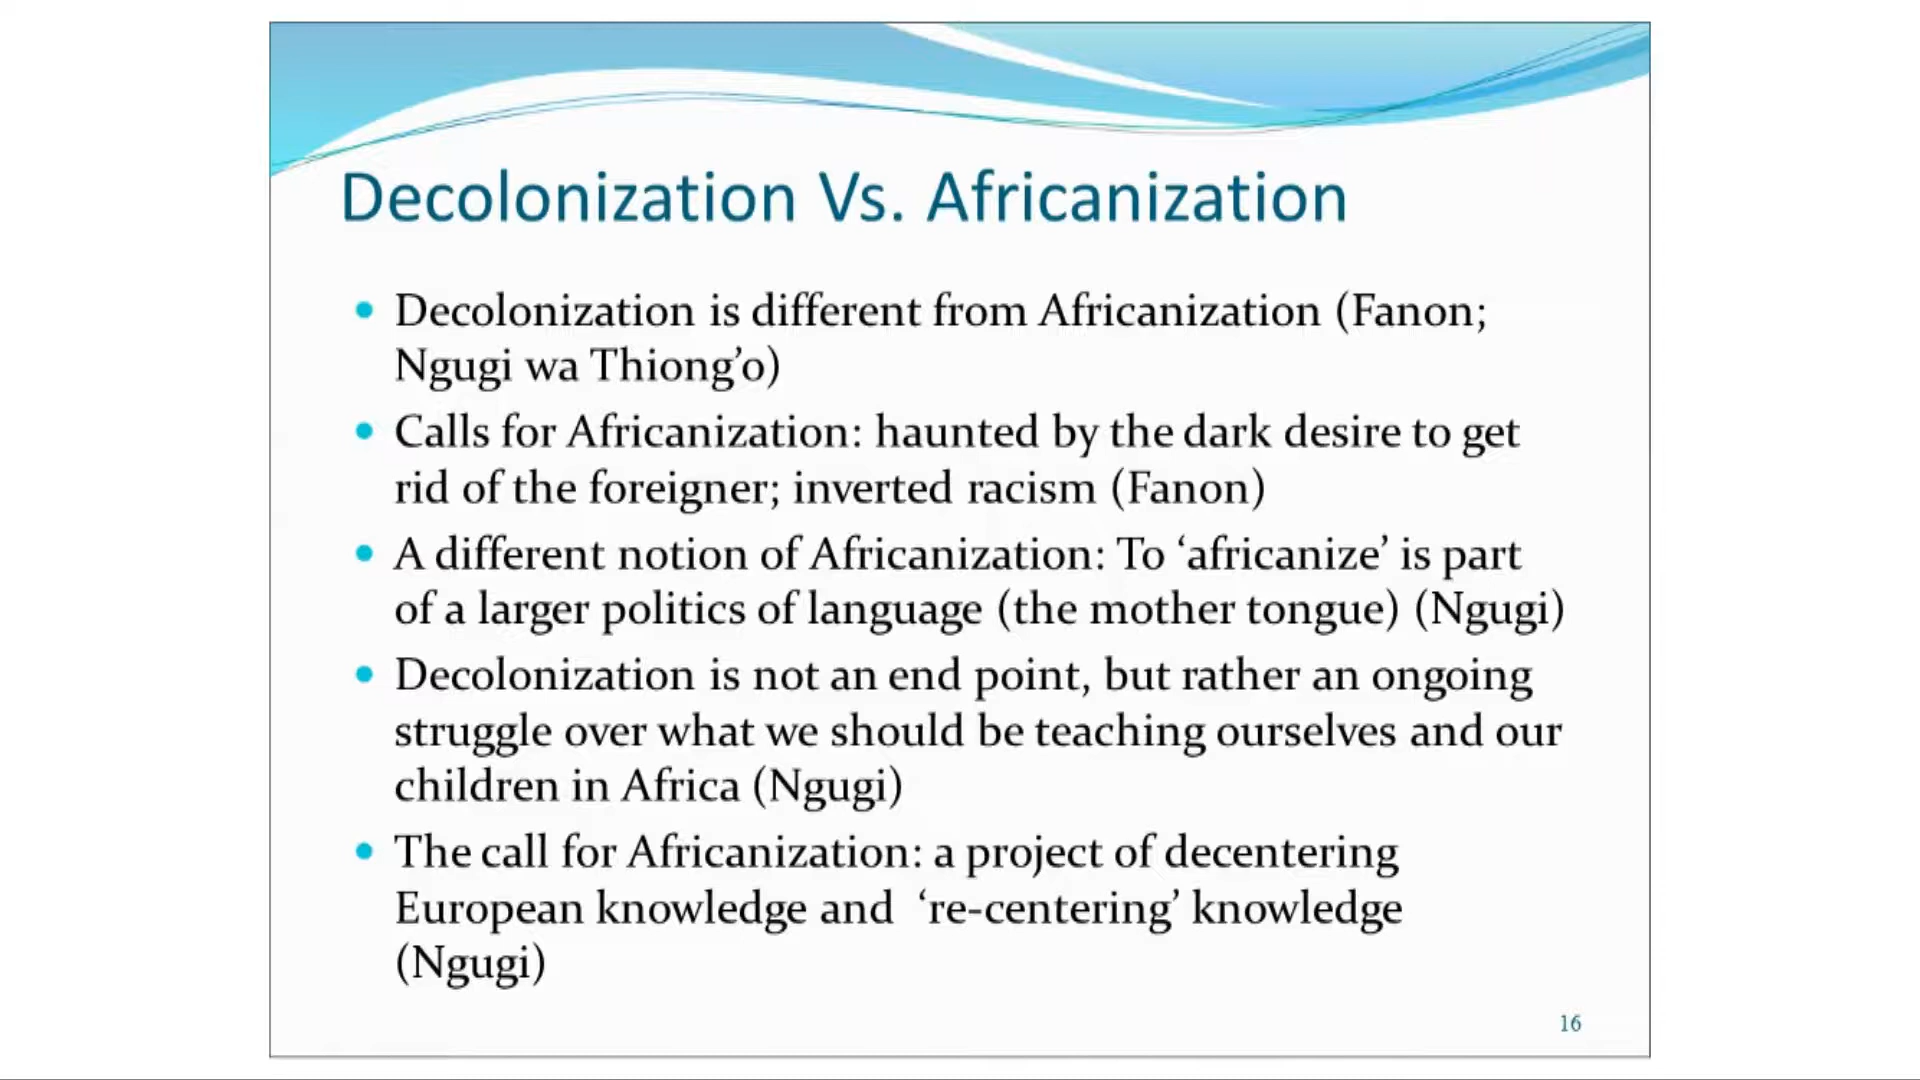 Decolonization Vs. Africanization
• Decolonization is different from Africanization (Fanon;
Ngugi wa Thiong’o)
• Calls for Africanization: haunted by the dark desire to get
rid of the foreigner; inverted racism (Fanon)
• A different notion of Africanization: To ‘africanize’ is part
of a larger politics of language (the mother tongue) (Ngugi)
• Decolonization is not an end point, but rather an ongoing
struggle over what we should be teaching ourselves and our
children in Africa (Ngugi)
• The call for Africanization: a project of decentering
European knowledge and ‘re-centering’ knowledge
(Ngugi)
16